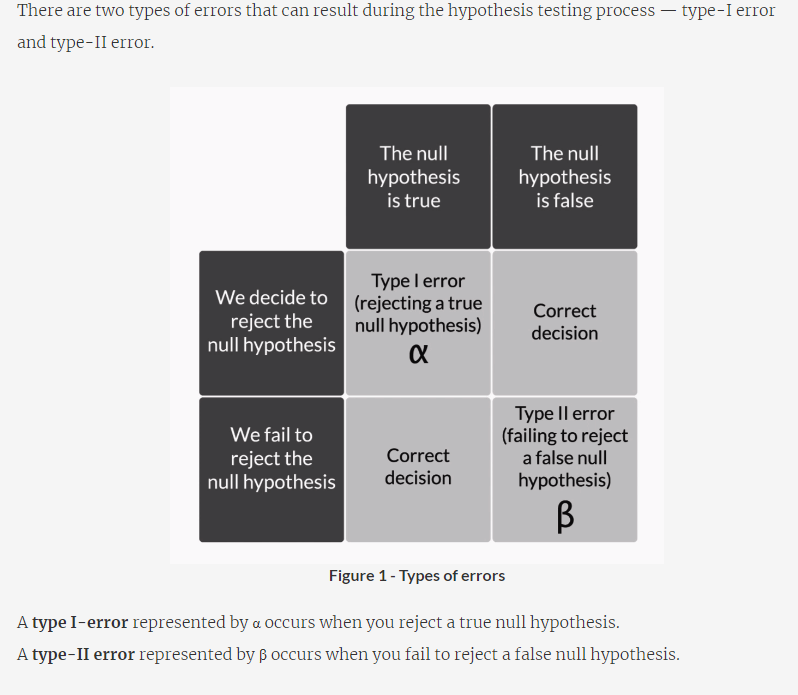 There are two types of errors that can result during the hypothesis testing process — type-I error
and type-II error.
The null
hypothesis
is true
The null
hypothesis
is false
We decide to
reject the
null hypothesis
Type I error
(rejecting a true
null hypothesis)
α
Correct
decision
We fail to
reject the
null hypothesis
Correct
decision
Type II error
(failing to reject
a false null
hypothesis)
β
Figure 1 - Types of errors
A type I-error represented by α occurs when you reject a true null hypothesis.
A type-II error represented by β occurs when you fail to reject a false null hypothesis.